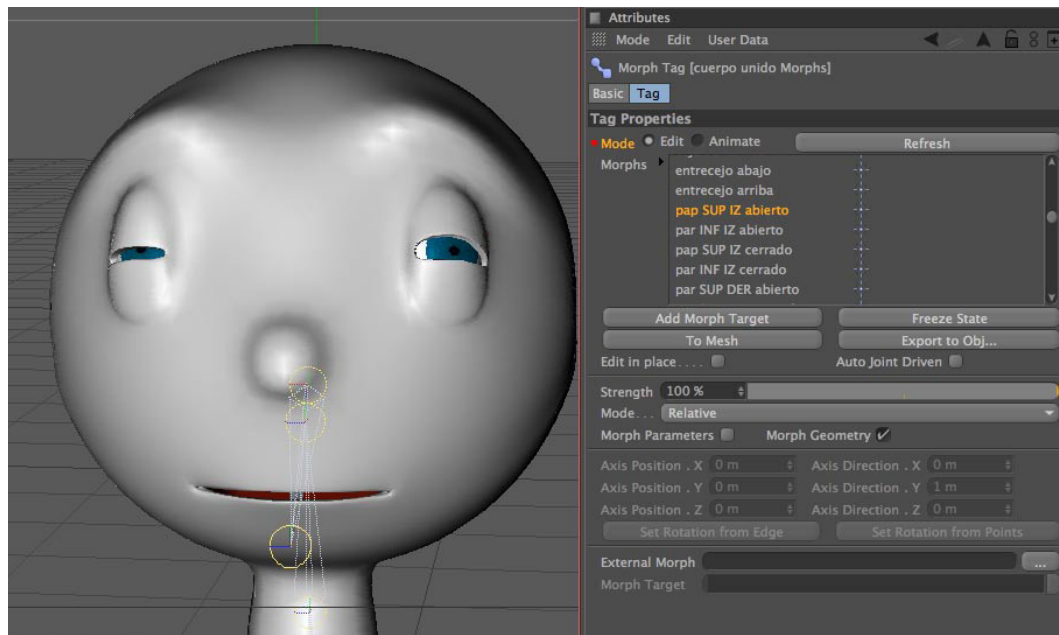 Attributes
Mode Edit User Data
Morph Tag [cuerpo unido Morphs]
Basic Tag
Tag Properties
Mode Edit Animate Refresh
Morphs
entrecejo abajo
entrecejo arriba
pap SUP IZ abierto
par INF IZ abierto
pap SUP IZ cerrado
par INF IZ cerrado
par SUP DER abierto
Add Morph Target Freeze State
To Mesh Export to Obj...
Edit in place.... Auto Joint Driven
Strength 100 %
Mode... Relative
Morph Parameters Morph Geometry
Axis Position . X 0 m Axis Direction . X 0 m
Axis Position . Y 0 m Axis Direction . Y 1 m
Axis Position . Z 0 m Axis Direction . Z 0 m
Set Rotation from Edge Set Rotation from Points
External Morph ...
Morph Target